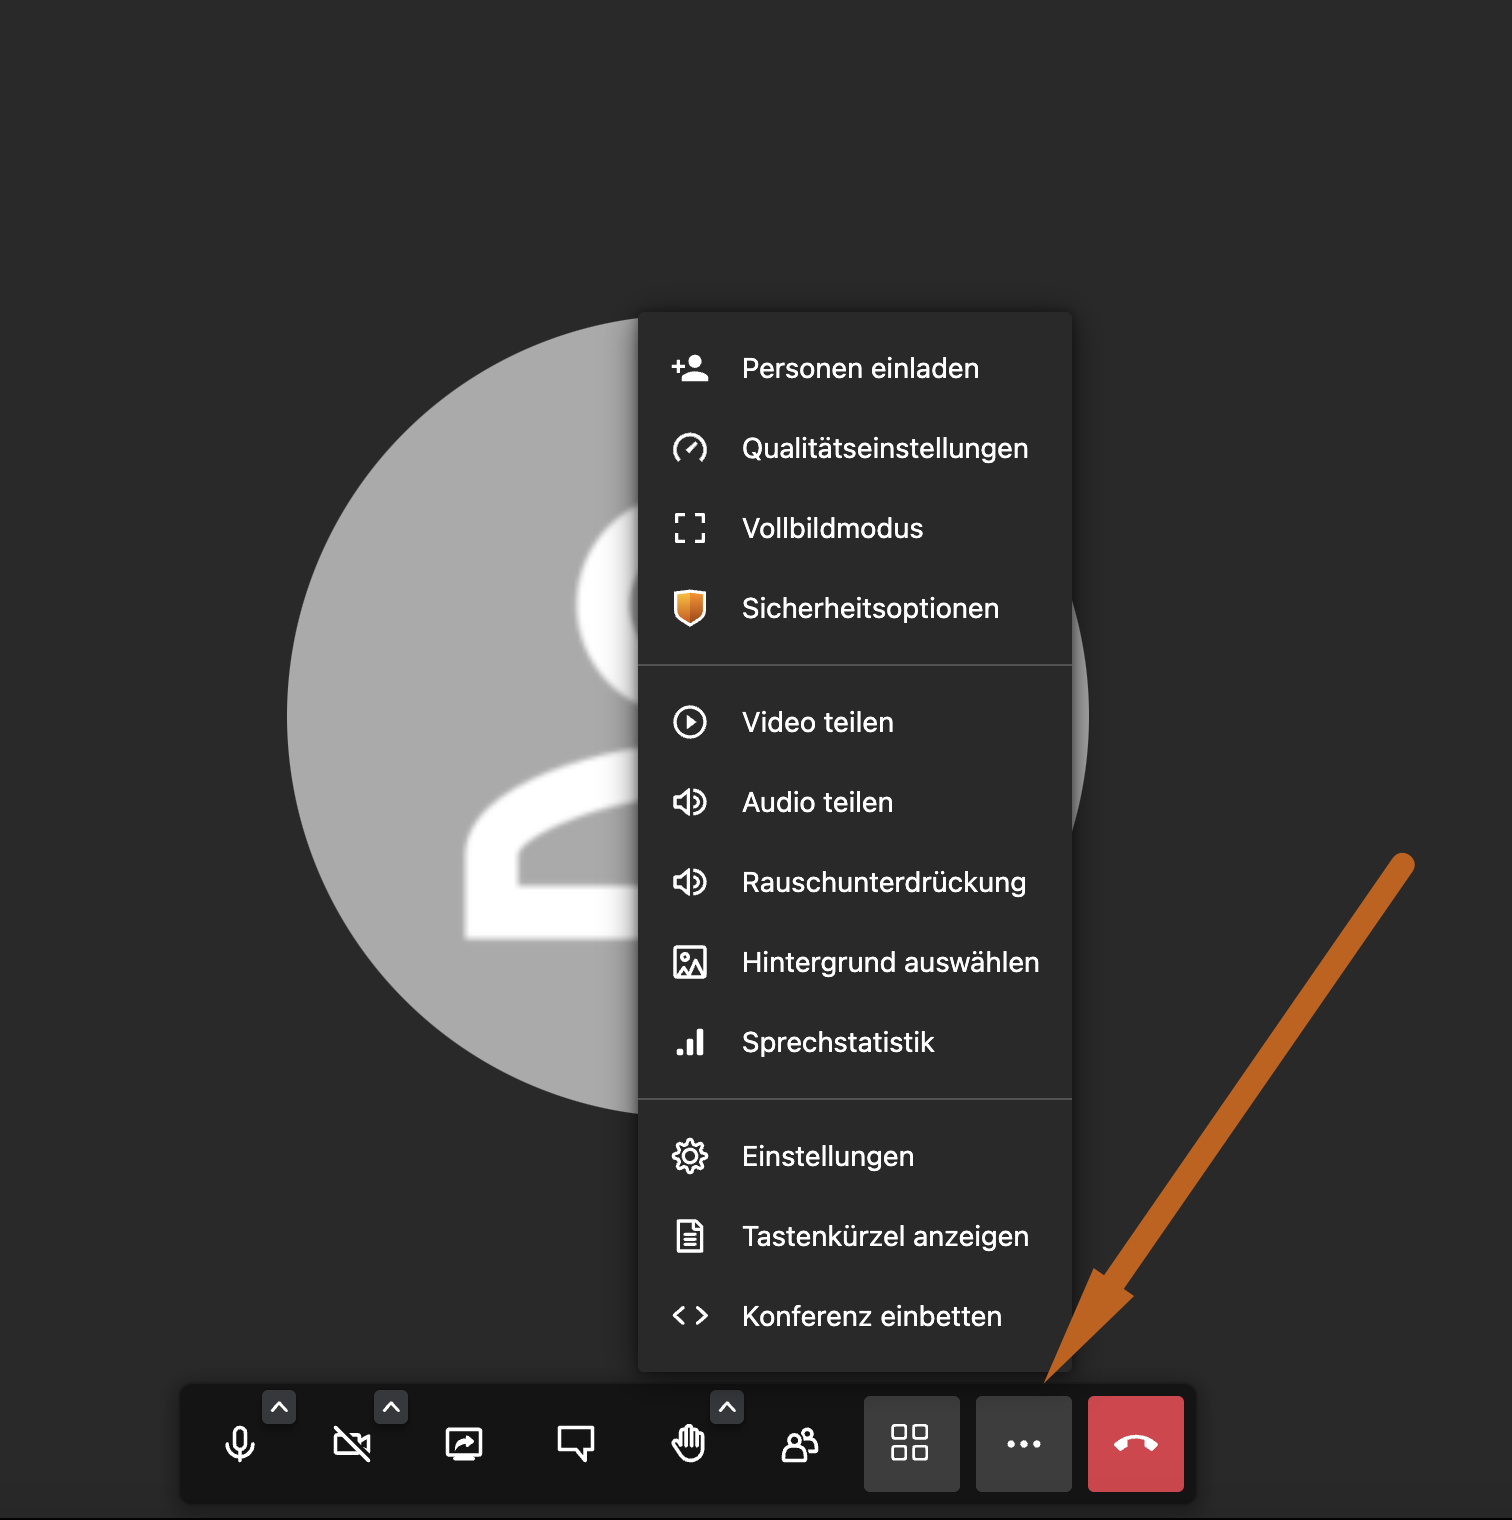 Personen einladen
Qualitätseinstellungen
Vollbildmodus
Sicherheitsoptionen
Video teilen
Audio teilen
Rauschunterdrückung
Hintergrund auswählen
Sprechstatistik
Einstellungen
Tastenkürzel anzeigen
Konferenz einbetten